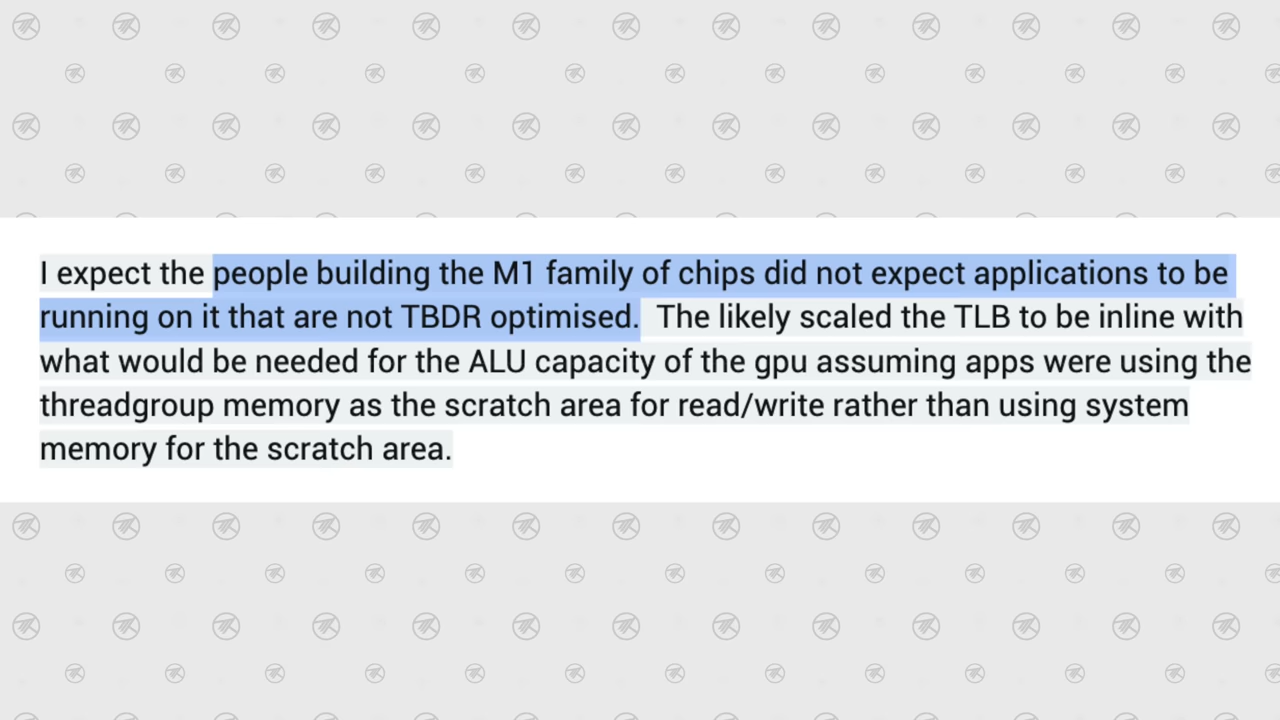 I expect the people building the M1 family of chips did not expect applications to be
running on it that are not TBDR optimised.  The likely scaled the TLB to be inline with
what would be needed for the ALU capacity of the gpu assuming apps were using the
threadgroup memory as the scratch area for read/write rather than using system
memory for the scratch area.